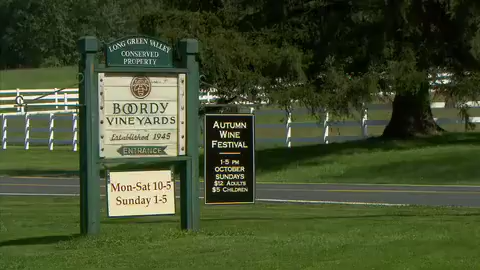 LONG GREEN VALLEY
CONSERVED
PROPERTY
BOORDY
VINEYARDS
Established 1945
ENTRANCE
Mon-Sat 10-5
Sunday 1-5
AUTUMN
WINE
FESTIVAL
1-5 PM
OCTOBER
SUNDAYS
$12 ADULTS
$5 CHILDREN